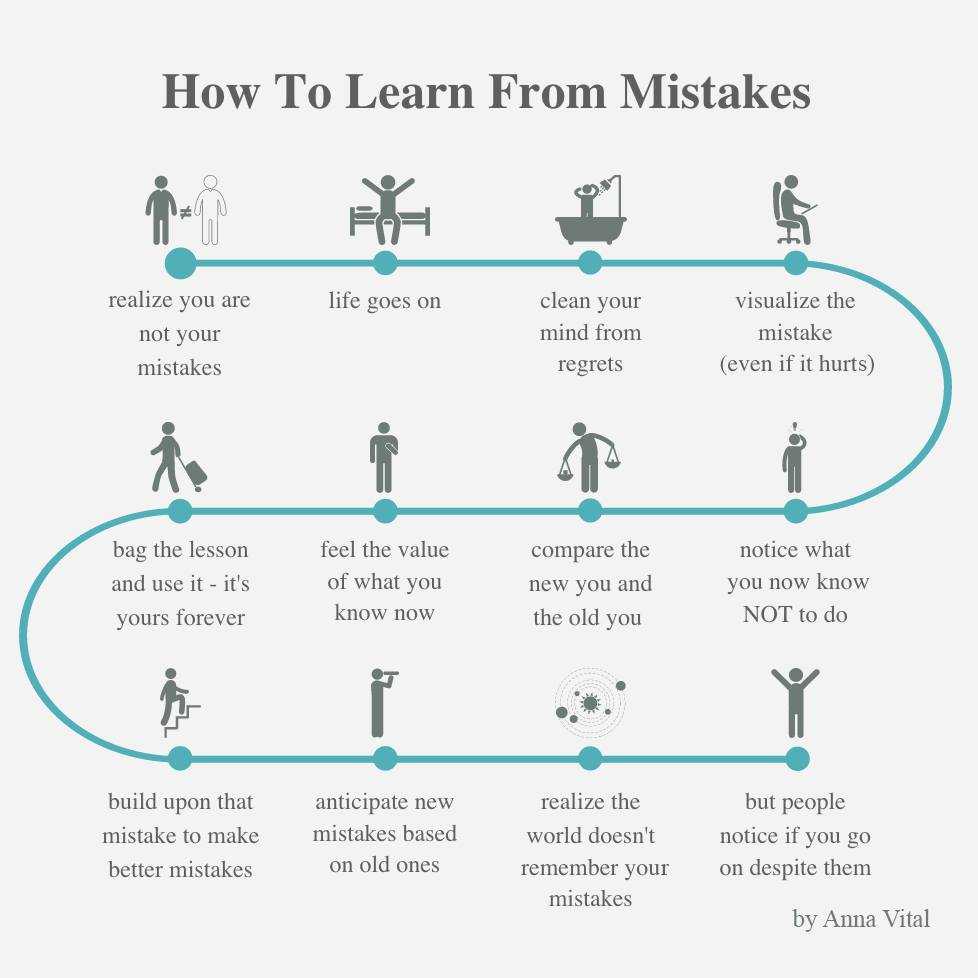 How To Learn From Mistakes
realize you are
not your
mistakes
life goes on
clean your
mind from
regrets
visualize the
mistake
(even if it hurts)
notice what
you now know
NOT to do
compare the
new you and
the old you
feel the value
of what you
know now
bag the lesson
and use it - it's
yours forever
build upon that
mistake to make
better mistakes
anticipate new
mistakes based
on old ones
realize the
world doesn't
remember your
mistakes
but people
notice if you go
on despite them
by Anna Vital